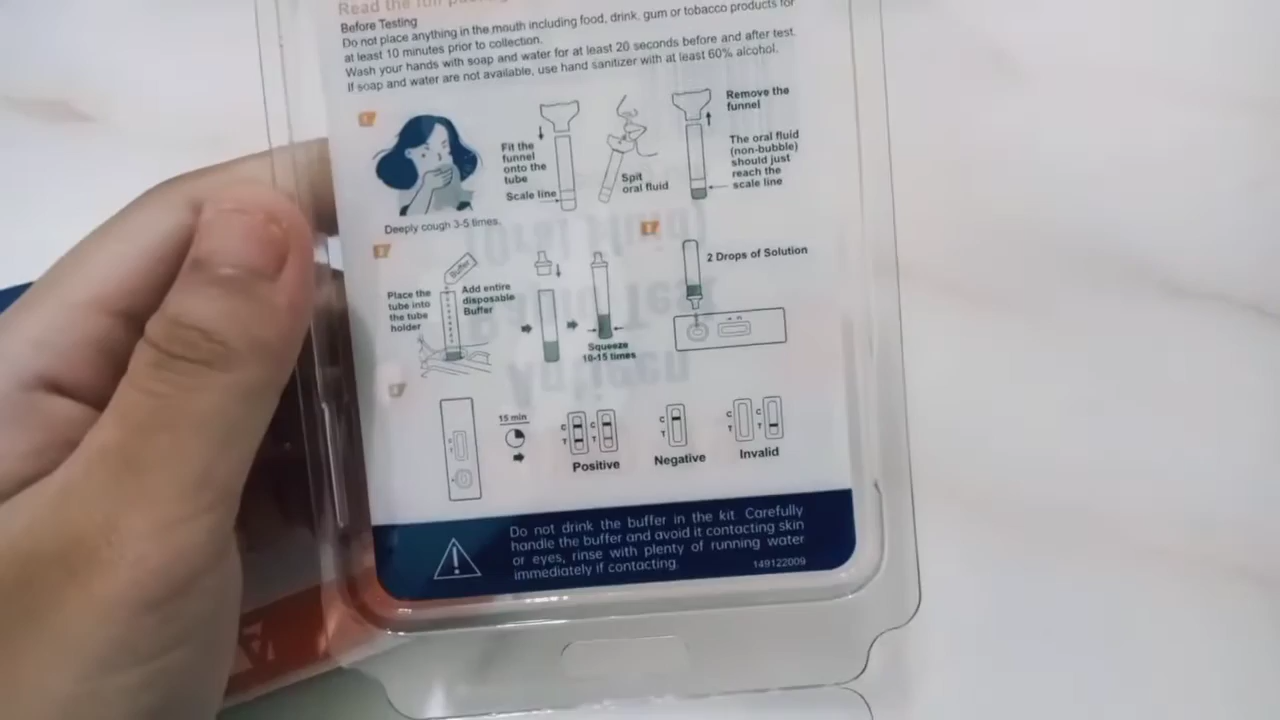 Read the full
Before Testing
Do not place anything in the mouth including food, drink, gum or tobacco products for
at least 10 minutes prior to collection.
Wash your hands with soap and water for at least 20 seconds before and after test.
If soap and water are not available, use hand sanitizer with at least 60% alcohol.
1
Deeply cough 3-5 times.
Fit the
funnel
onto the
tube
Scale line
Spit
oral fluid
Remove the
funnel
The oral fluid
(non-bubble)
should just
reach the
scale line
2
Place the
tube into
the tube
holder
Buffer
Add entire
disposable
Buffer
Squeeze
10-15 times
3
2 Drops of Solution
15 min
C
T
C
T
Positive
C
T
Negative
C
T
C
T
Invalid
Do not drink the buffer in the kit. Carefully
handle the buffer and avoid it contacting skin
or eyes, rinse with plenty of running water
immediately if contacting.
149122009